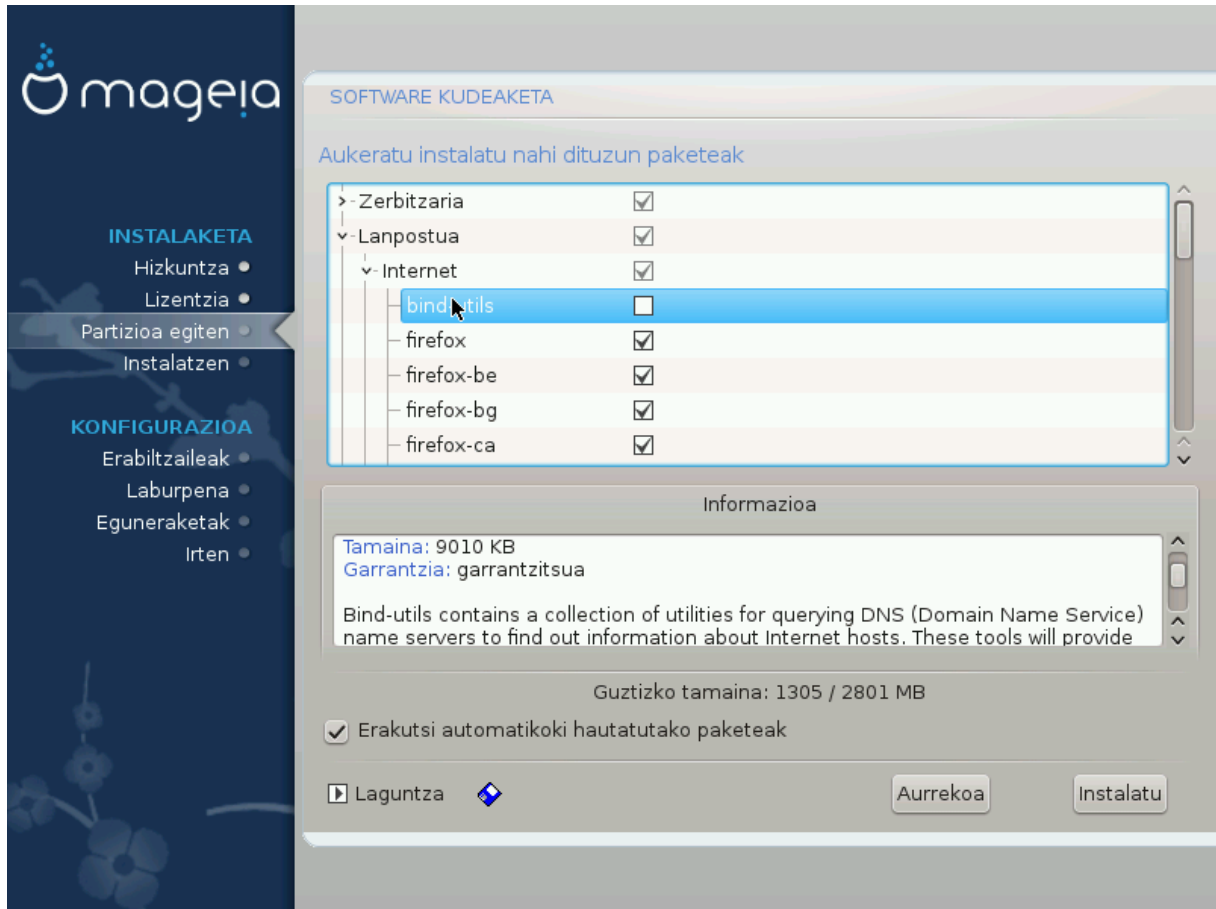 mageia
INSTALAKETA
Hizkuntza
Lizentzia
Partizioa egiten
Instalatzen
KONFIGURAZIOA
Erabiltzaileak
Laburpena
Eguneraketak
Irten
SOFTWARE KUDEAKETA
Aukeratu instalatu nahi dituzun paketeak
Zerbitzaria
Lanpostua
Internet
bind-utils
firefox
firefox-be
firefox-bg
firefox-ca
Informazioa
Tamaina: 9010 KB
Garrantzia: garrantzitsua
Bind-utils contains a collection of utilities for querying DNS (Domain Name Service)
name servers to find out information about Internet hosts. These tools will provide
Guztizko tamaina: 1305 / 2801 MB
Erakutsi automatikoki hautatutako paketeak
Laguntza
Aurrekoa
Instalatu